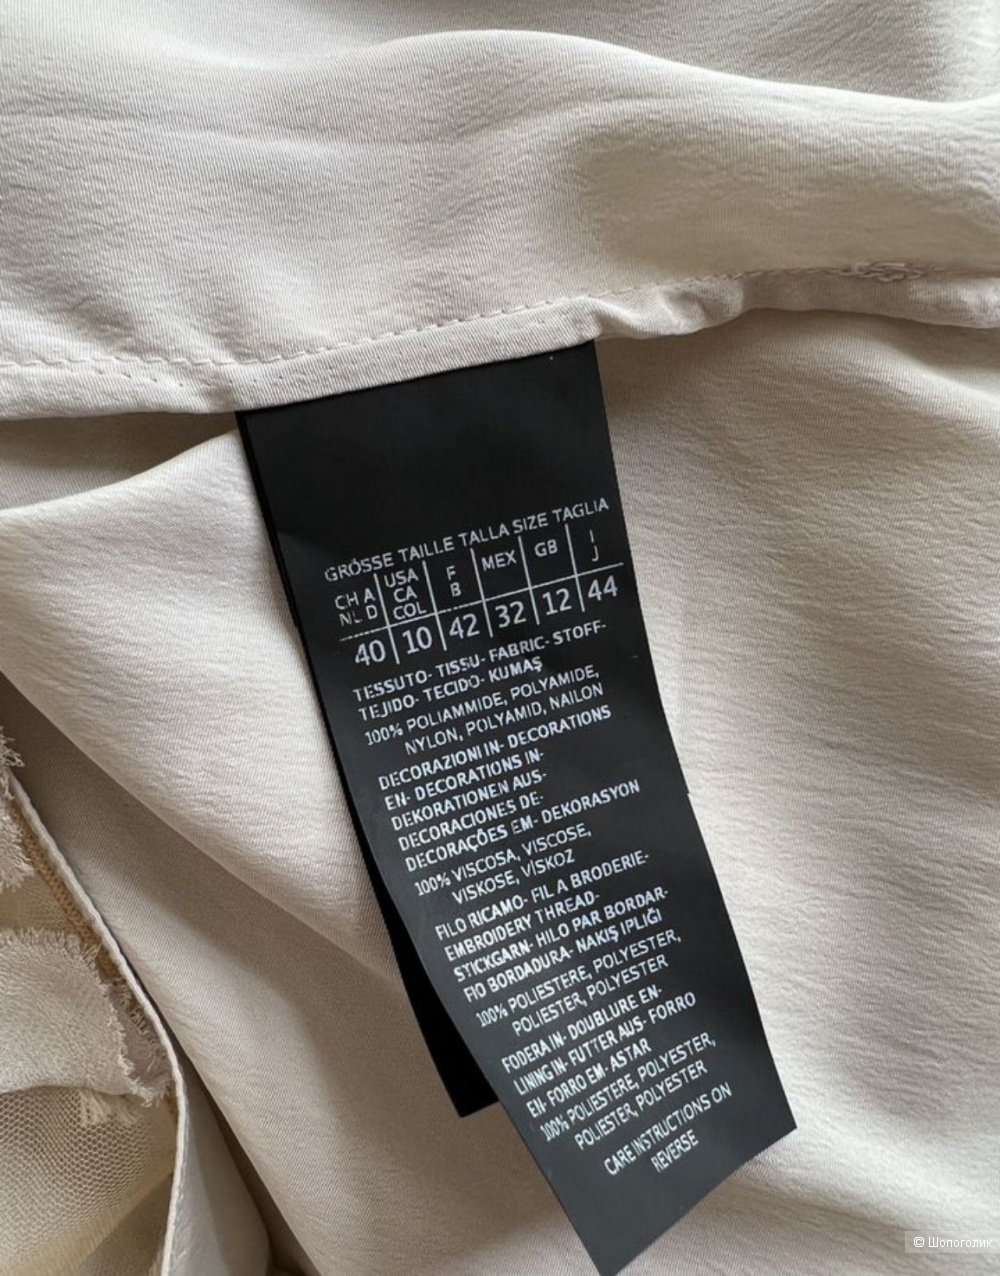 GRÖSSE TAILLE TALLA SIZE TAGLIA
CH A NL D | USA CA COL | F B | MEX | GB | I J
40 | 10 | 42 | 32 | 12 | 44
TESSUTO- TISSU- FABRIC- STOFF-
TEJIDO- TECIDO- KUMAŞ
100% POLIAMMIDE, POLYAMIDE,
NYLON, POLYAMID, NAILON
DECORAZIONI IN- DECORATIONS
EN- DECORATIONS IN-
DEKORATIONEN AUS-
DECORACIONES DE-
DECORAÇÕES EM- DEKORASYON
100% VISCOSA, VISCOSE,
VISKOSE, VİSKOZ
FILO RICAMO- FIL A BRODERIE-
EMBROIDERY THREAD-
STICKGARN- HILO PAR BORDAR-
FIO BORDADURA- NAKIŞ IPLIĞI
100% POLIESTERE, POLYESTER,
POLIESTER, POLYESTER
FODERA IN- DOUBLURE EN-
LINING IN- FUTTER AUS- FORRO
EN- FORRO EM- ASTAR
100% POLIESTERE, POLYESTER,
POLIESTER, POLYESTER
CARE INSTRUCTIONS ON
REVERSE
© Шопоголик